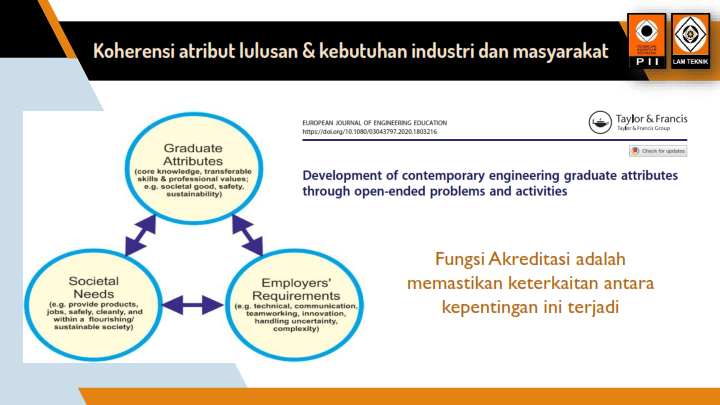 Koherensi atribut lulusan & kebutuhan industri dan masyarakat
PII
LAM TEKNIK
Graduate
Attributes
(core knowledge, transferable
skills & professional values;
e.g. societal good, safety,
sustainability)
Societal
Needs
(e.g. provide products,
jobs, safely, cleanly, and
within a flourishing/
sustainable society)
Employers'
Requirements
(e.g. technical, communication,
teamworking, innovation,
handling uncertainty,
complexity)
EUROPEAN JOURNAL OF ENGINEERING EDUCATION
https://doi.org/10.1080/03043797.2020.1803216
Taylor & Francis
Taylor & Francis Group
Check for updates
Development of contemporary engineering graduate attributes
through open-ended problems and activities
Fungsi Akreditasi adalah
memastikan keterkaitan antara
kepentingan ini terjadi